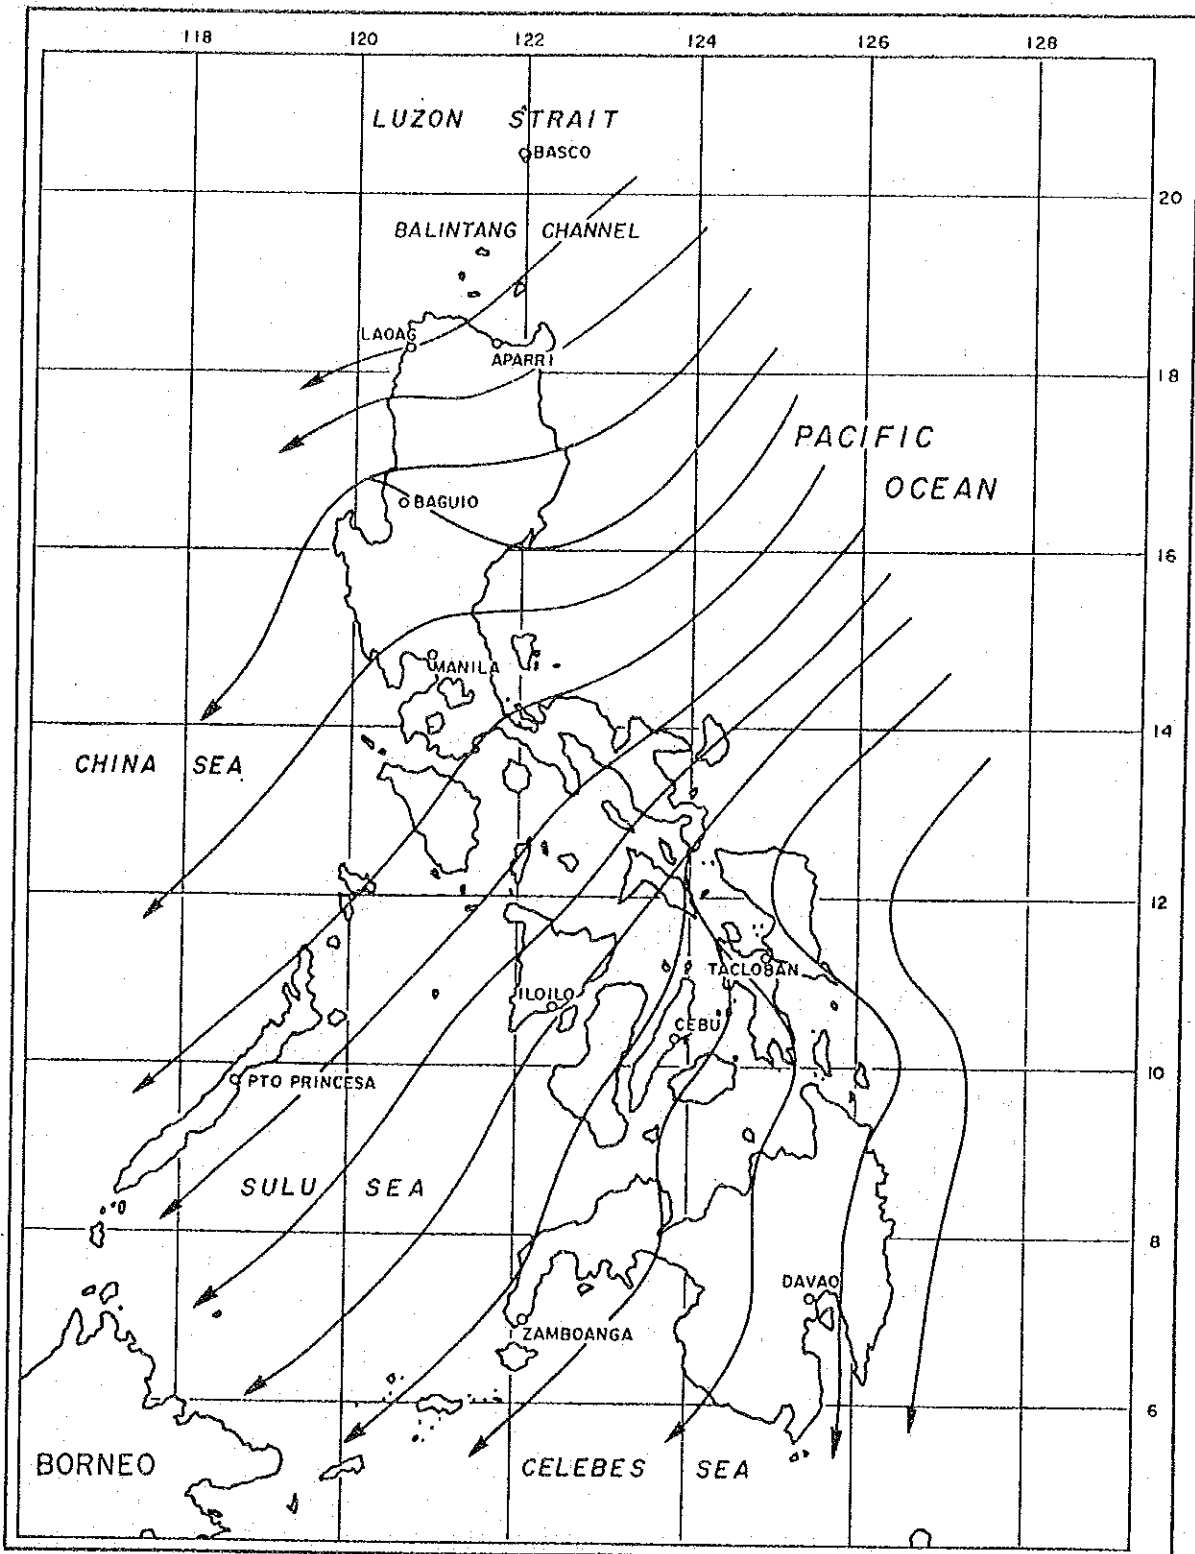 118 120 122 124 126 128
LUZON STRAIT
BASCO
20
BALINTANG CHANNEL
LAOAG
APARRI
18
PACIFIC
OCEAN
BAGUIO
16
MANILA
14
CHINA SEA
12
TACLOBAN
ILOILO
CEBU
10
PTO PRINCESA
SULU SEA
8
DAVAO
ZAMBOANGA
6
BORNEO
CELEBES SEA